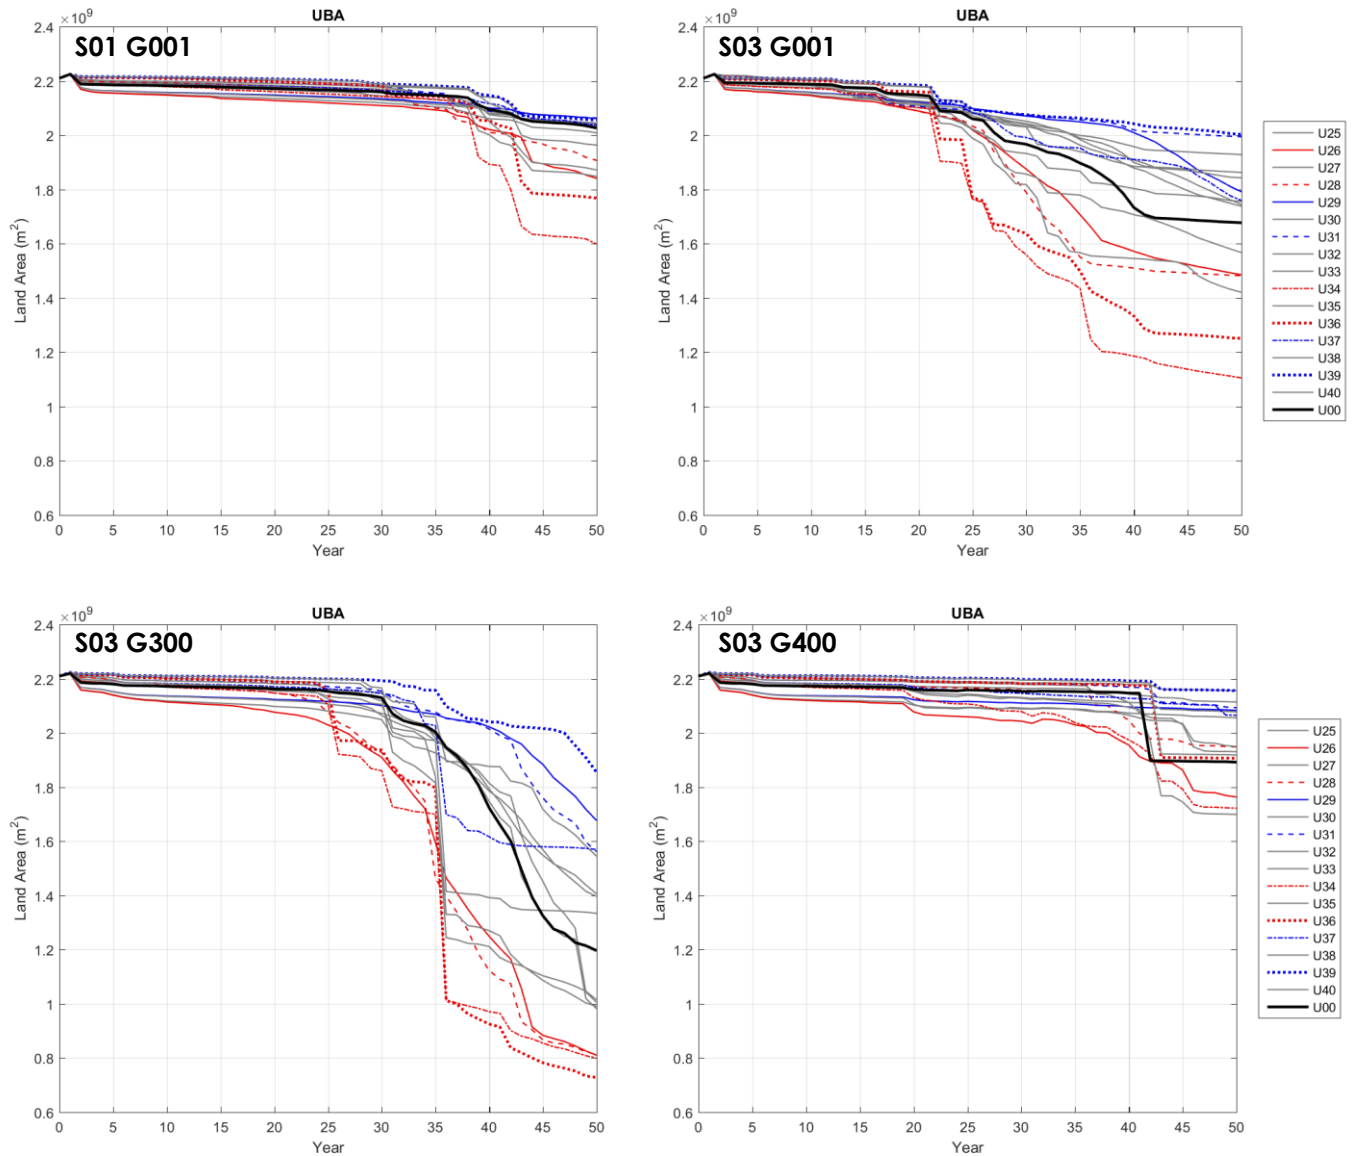 UBA
×10⁹
S01 G001
2.4
2.2
2
1.8
1.6
1.4
1.2
1
0.8
0.6
Land Area (m²)
0 5 10 15 20 25 30 35 40 45 50
Year
UBA
×10⁹
S03 G001
2.4
2.2
2
1.8
1.6
1.4
1.2
1
0.8
0.6
Land Area (m²)
0 5 10 15 20 25 30 35 40 45 50
Year
U25
U26
U27
U28
U29
U30
U31
U32
U33
U34
U35
U36
U37
U38
U39
U40
U00
UBA
×10⁹
S03 G300
2.4
2.2
2
1.8
1.6
1.4
1.2
1
0.8
0.6
Land Area (m²)
0 5 10 15 20 25 30 35 40 45 50
Year
UBA
×10⁹
S03 G400
2.4
2.2
2
1.8
1.6
1.4
1.2
1
0.8
0.6
Land Area (m²)
0 5 10 15 20 25 30 35 40 45 50
Year
U25
U26
U27
U28
U29
U30
U31
U32
U33
U34
U35
U36
U37
U38
U39
U40
U00